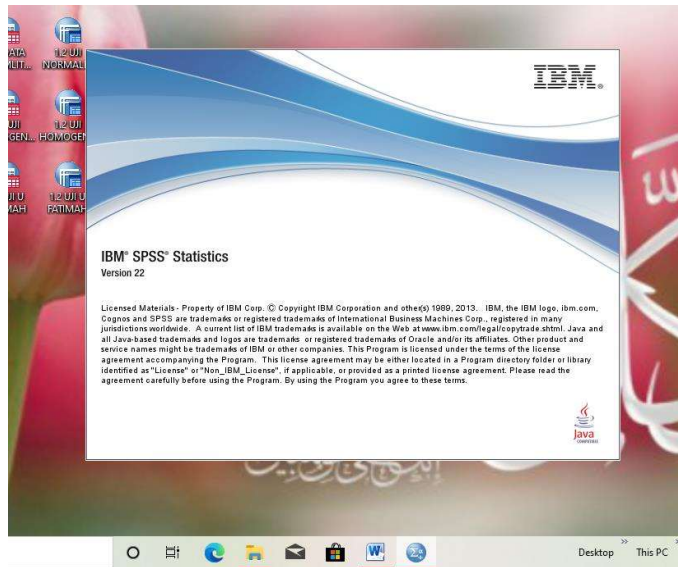 ATA
1.2 UJI
MLIT...
NORMALI
UJI
1.2 UJI
GEN...
HOMOGEN
JI U
1.2 UJI U
MAH
FATIMAH
IBM.
IBM® SPSS® Statistics
Version 22
Licensed Materials - Property of IBM Corp. © Copyright IBM Corporation and other(s) 1989, 2013. IBM, the IBM logo, ibm.com,
Cognos and SPSS are trademarks or registered trademarks of International Business Machines Corp., registered in many
jurisdictions worldwide. A current list of IBM trademarks is available on the Web at www.ibm.com/legal/copytrade.shtml. Java and
all Java-based trademarks and logos are trademarks or registered trademarks of Oracle and/or its affiliates. Other product and
service names might be trademarks of IBM or other companies. This Program is licensed under the terms of the license
agreement accompanying the Program. This license agreement may be either located in a Program directory folder or library
identified as "License" or "Non_IBM_License", if applicable, or provided as a printed license agreement. Please read the
agreement carefully before using the Program. By using the Program you agree to these terms.
Java
COMPATIBLE
Desktop
This PC